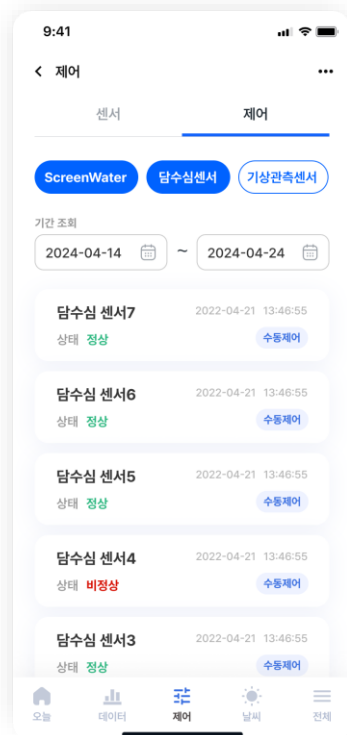 9:41
제어
센서 제어
ScreenWater 담수심센서 기상관측센서
기간 조회
2024-04-14 ~ 2024-04-24
담수심 센서7 2022-04-21 13:46:55
상태 정상 수동제어
담수심 센서6 2022-04-21 13:46:55
상태 정상 수동제어
담수심 센서5 2022-04-21 13:46:55
상태 정상 수동제어
담수심 센서4 2022-04-21 13:46:55
상태 비정상 수동제어
담수심 센서3 2022-04-21 13:46:55
상태 정상 수동제어
오늘 데이터 제어 날씨 전체